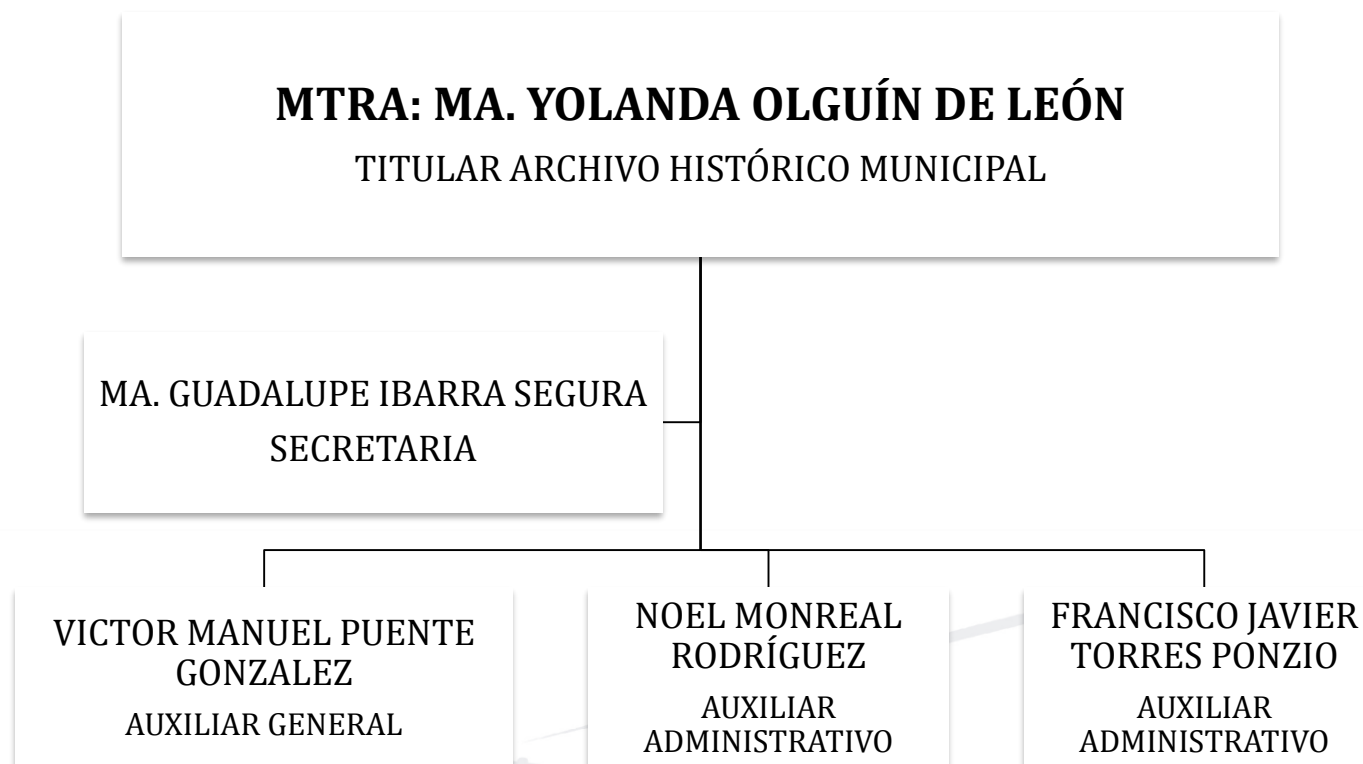 MTRA: MA. YOLANDA OLGUÍN DE LEÓN
TITULAR ARCHIVO HISTÓRICO MUNICIPAL
MA. GUADALUPE IBARRA SEGURA
SECRETARIA
VICTOR MANUEL PUENTE
GONZALEZ
AUXILIAR GENERAL
NOEL MONREAL
RODRÍGUEZ
AUXILIAR
ADMINISTRATIVO
FRANCISCO JAVIER
TORRES PONZIO
AUXILIAR
ADMINISTRATIVO